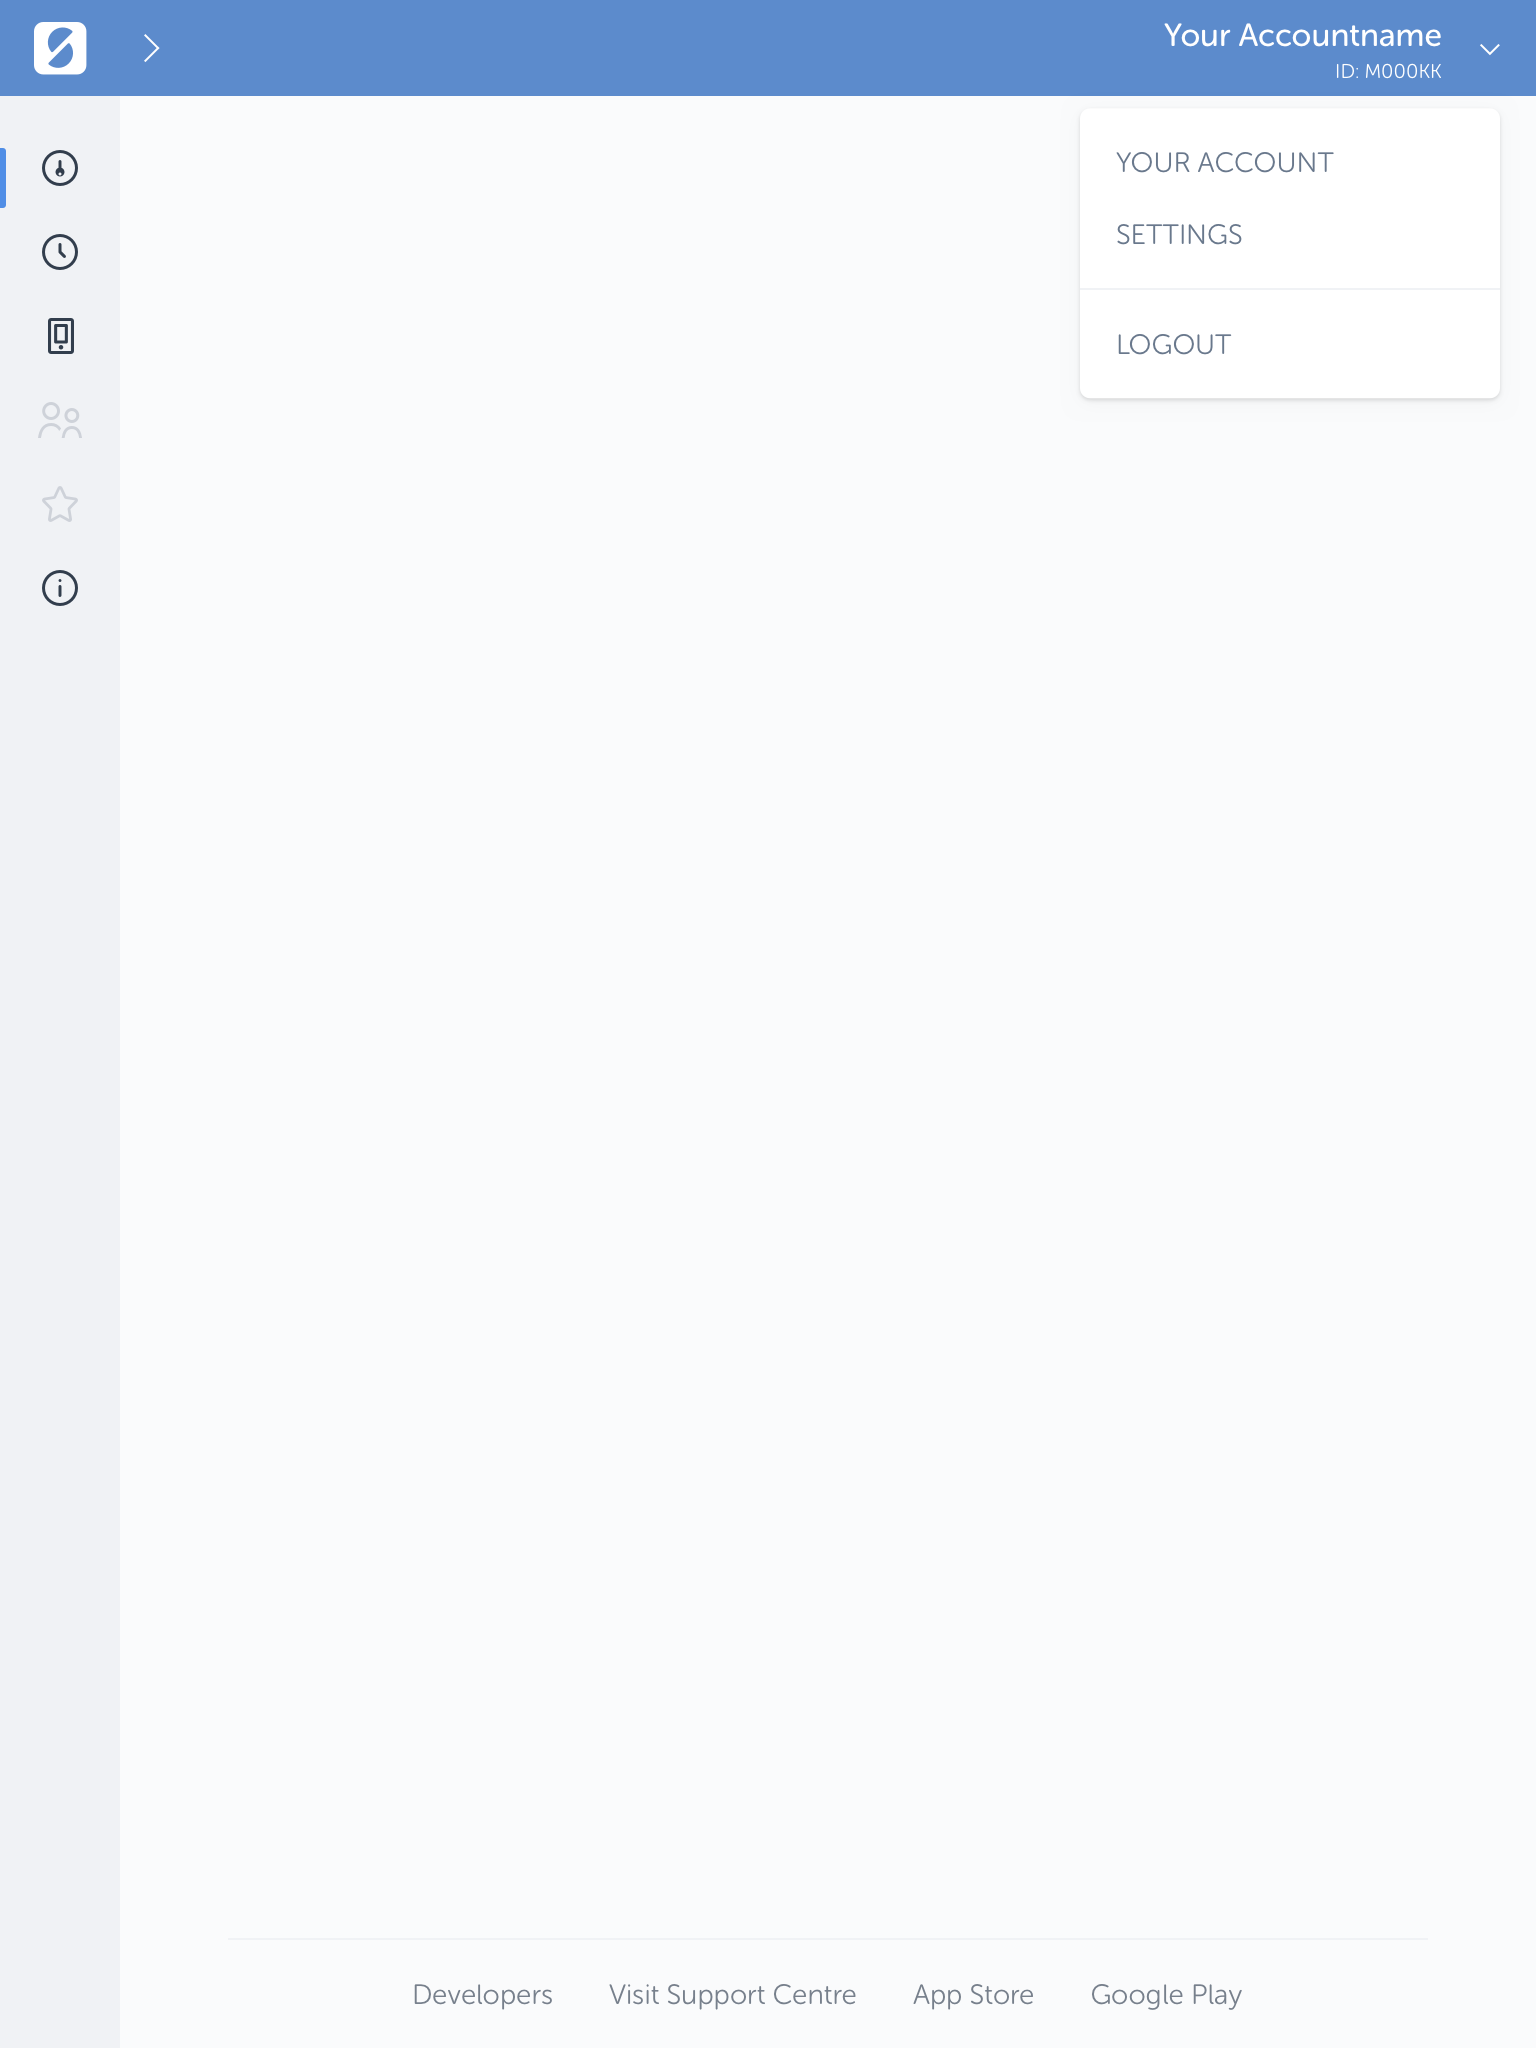 Your Accountname
ID: M000KK
YOUR ACCOUNT
SETTINGS
LOGOUT
Developers Visit Support Centre App Store Google Play